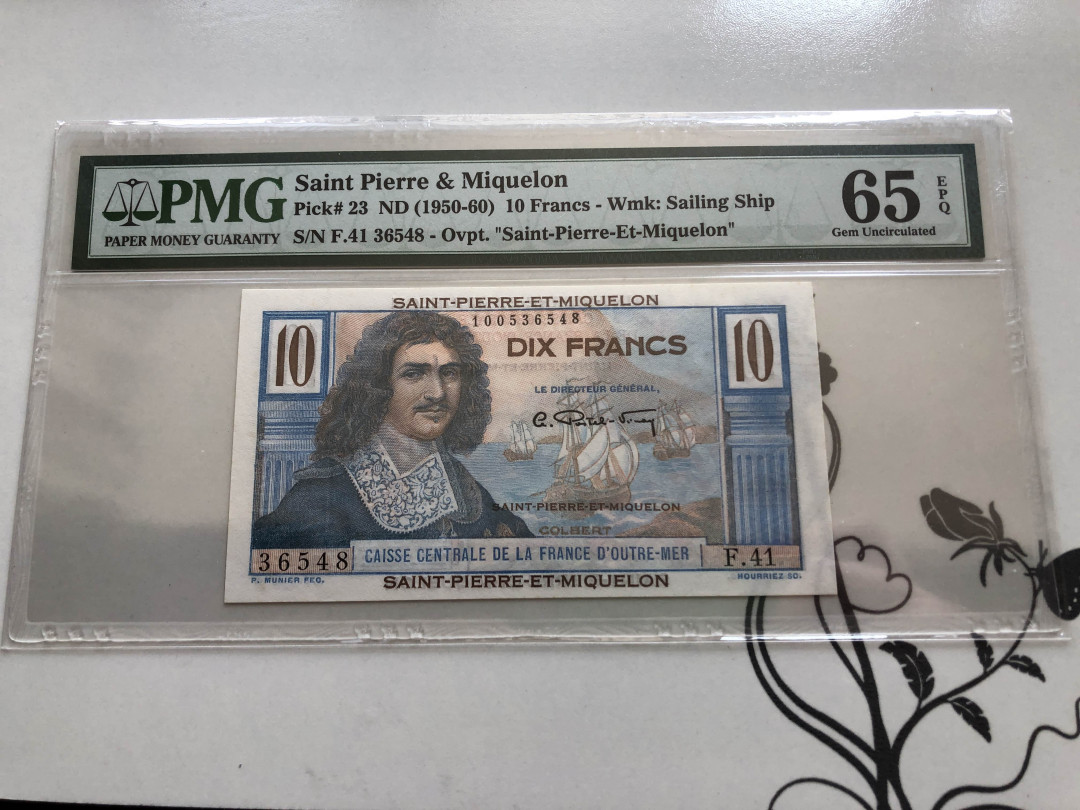 PMG
PAPER MONEY GUARANTY
Saint Pierre & Miquelon
Pick# 23 ND (1950-60) 10 Francs - Wmk: Sailing Ship
S/N F.41 36548 - Ovpt. "Saint-Pierre-Et-Miquelon"
65
EPQ
Gem Uncirculated
SAINT-PIERRE-ET-MIQUELON
100536548
10
DIX FRANCS
10
LE DIRECTEUR GÉNÉRAL,
SAINT-PIERRE-ET-MIQUELON
COLBERT
36548
CAISSE CENTRALE DE LA FRANCE D'OUTRE-MER
F.41
P. MUNIER FEC.
SAINT-PIERRE-ET-MIQUELON
HOURRIEZ SC.